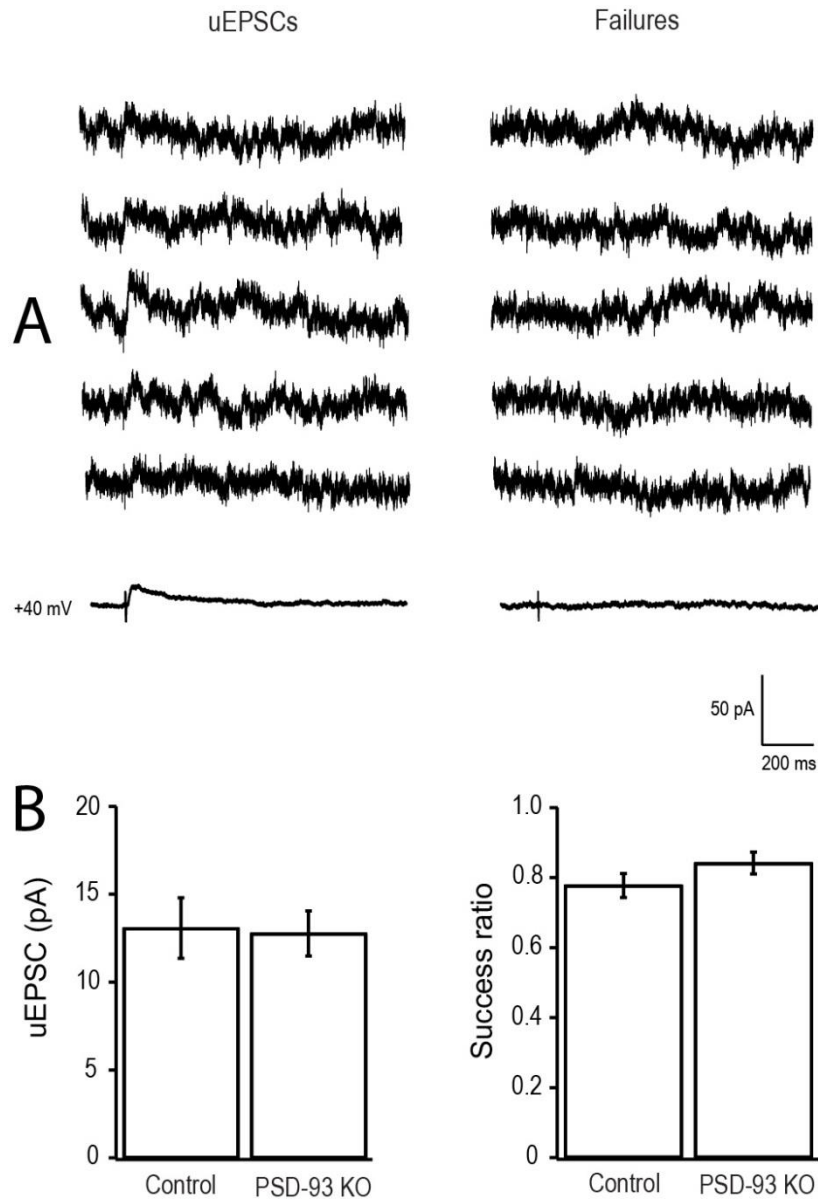 uEPSCs
Failures
A
+40 mV
50 pA
200 ms
B
20
15
10
5
0
uEPSC (pA)
Control
PSD-93 KO
1.0
0.8
0.6
0.4
0.2
0
Success ratio
Control
PSD-93 KO